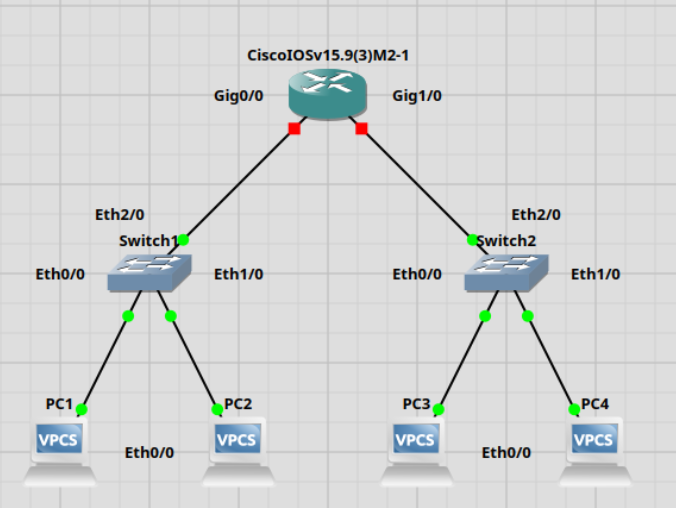 CiscoIOSv15.9(3)M2-1
Gig0/0
Gig1/0
Eth2/0
Eth2/0
Switch1
Switch2
Eth0/0
Eth1/0
Eth0/0
Eth1/0
PC1
PC2
PC3
PC4
VPCS
VPCS
VPCS
VPCS
Eth0/0
Eth0/0